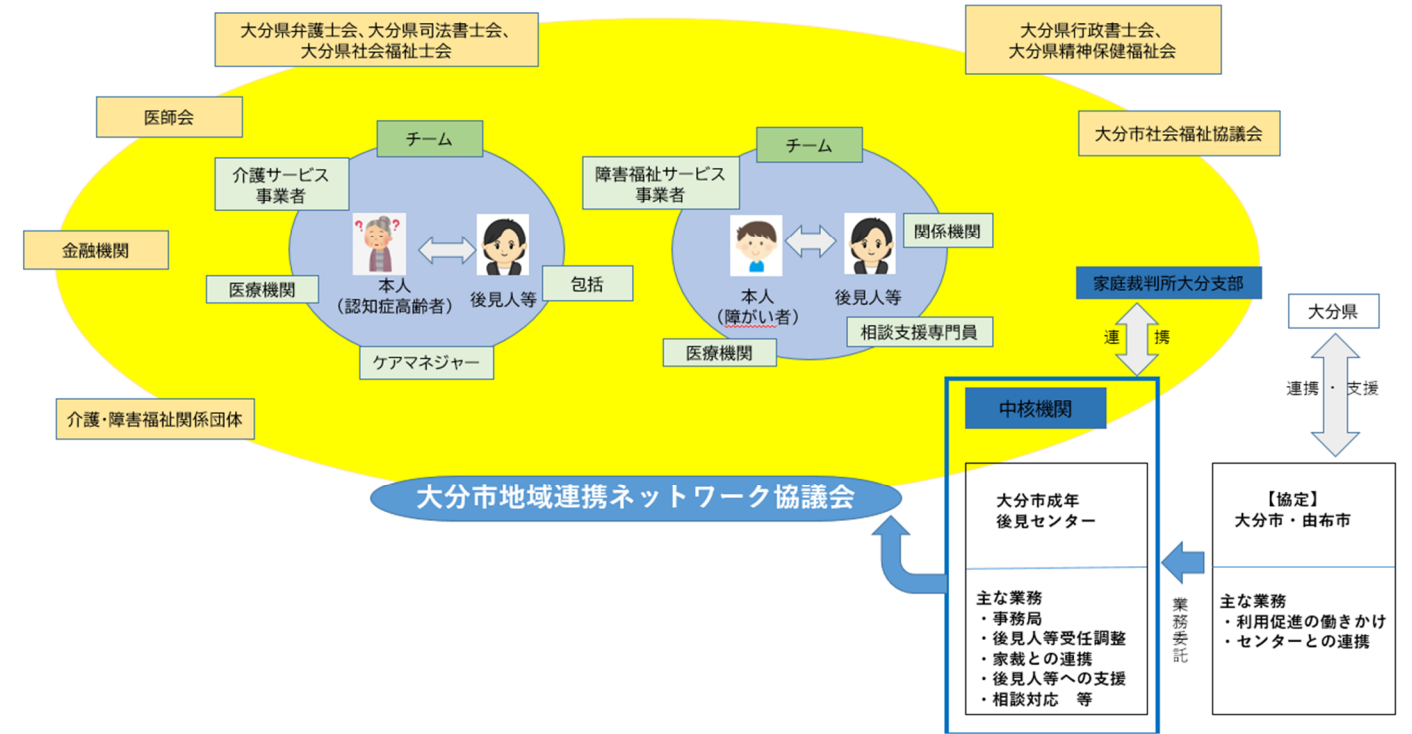 大分県弁護士会、大分県司法書士会、
大分県社会福祉士会
大分県行政書士会、
大分県精神保健福祉会
医師会
大分市社会福祉協議会
金融機関
介護・障害福祉関係団体
チーム
介護サービス
事業者
? ?
本人
（認知症高齢者）
後見人等
医療機関
包括
ケアマネジャー
チーム
障害福祉サービス
事業者
関係機関
本人
（障がい者）
後見人等
相談支援専門員
医療機関
家庭裁判所大分支部
連 携
大分県
連携・支援
中核機関
大分市地域連携ネットワーク協議会
大分市成年
後見センター
主な業務
・事務局
・後見人等受任調整
・家裁との連携
・後見人等への支援
・相談対応　等
業務委託
【協定】
大分市・由布市
主な業務
・利用促進の働きかけ
・センターとの連携